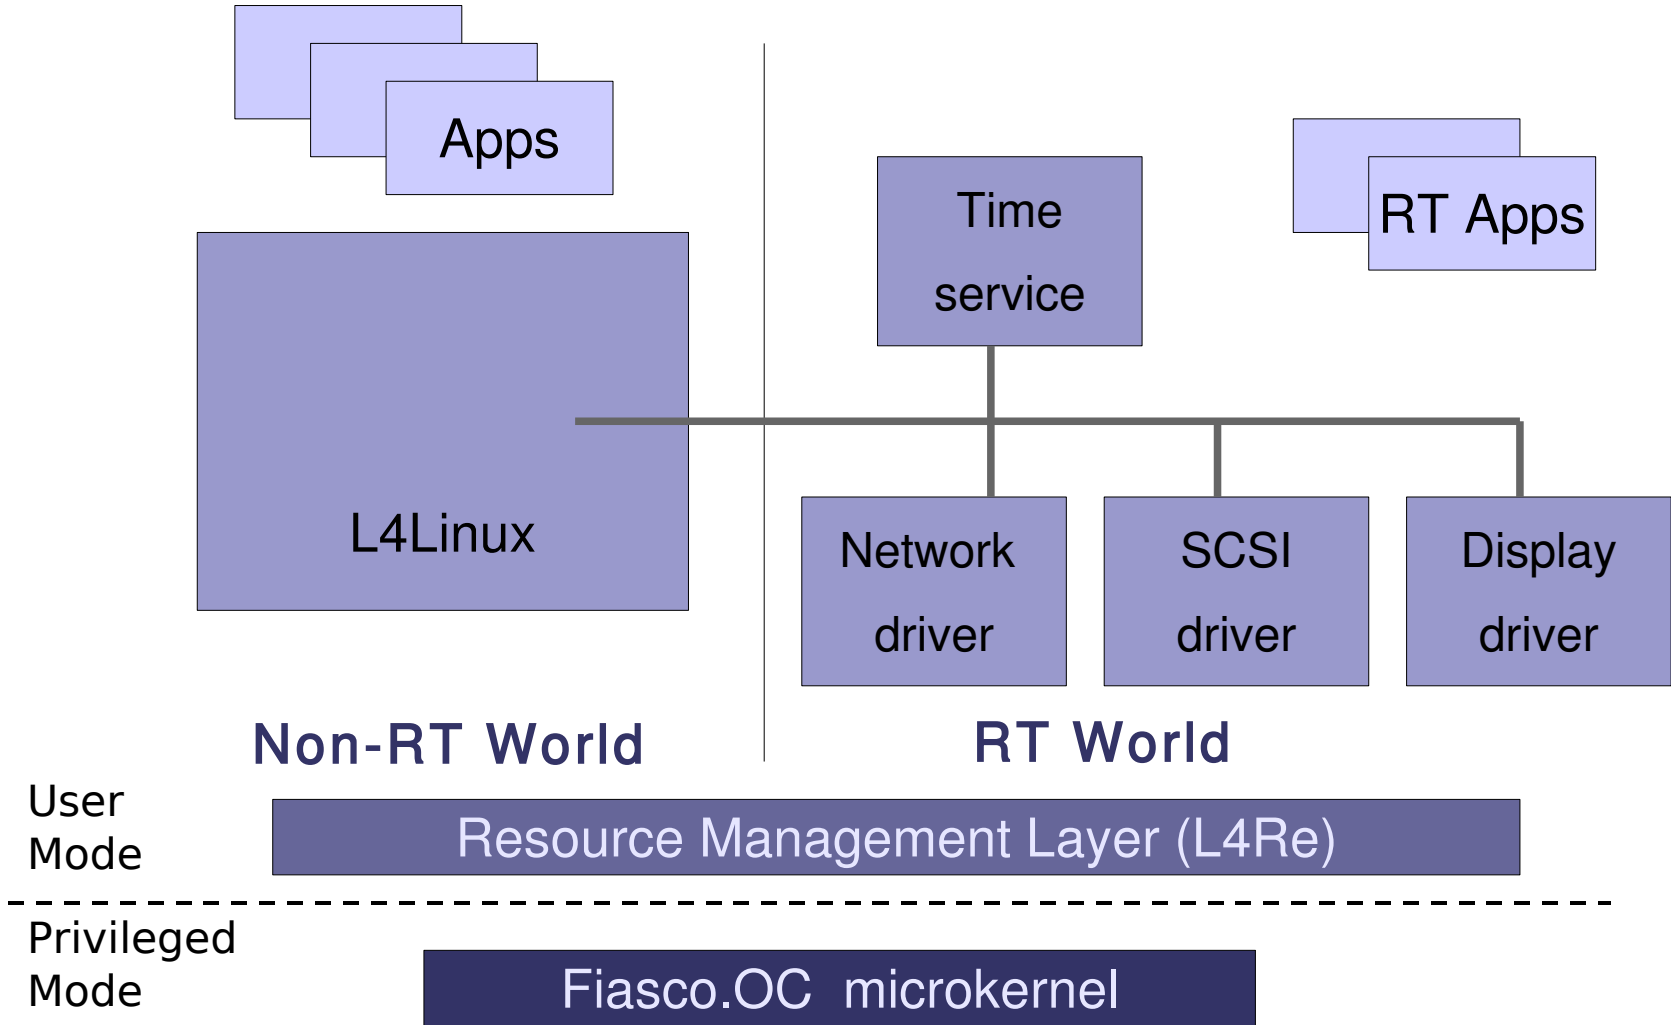 Apps
Time
service
RT Apps
L4Linux
Network
driver
SCSI
driver
Display
driver
Non-RT World
RT World
User
Mode
Resource Management Layer (L4Re)
Privileged
Mode
Fiasco.OC microkernel